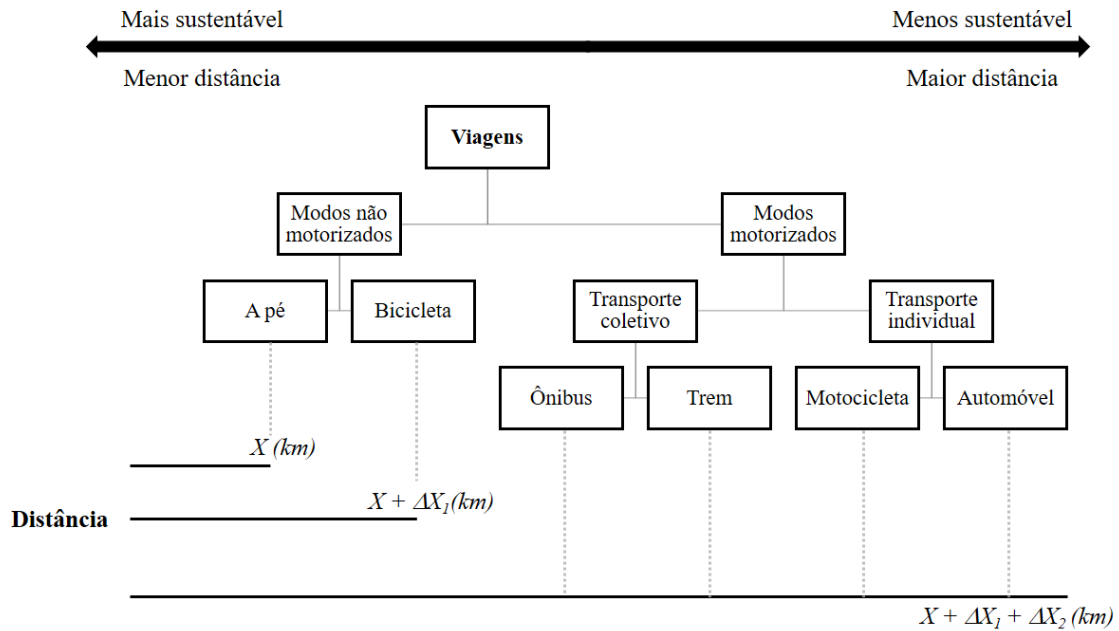 Mais sustentável
Menos sustentável
Menor distância
Maior distância
Viagens
Modos não
motorizados
Modos
motorizados
A pé
Bicicleta
Transporte
coletivo
Transporte
individual
Ônibus
Trem
Motocicleta
Automóvel
X (km)
X + ΔX₁(km)
Distância
X + ΔX₁ + ΔX₂ (km)